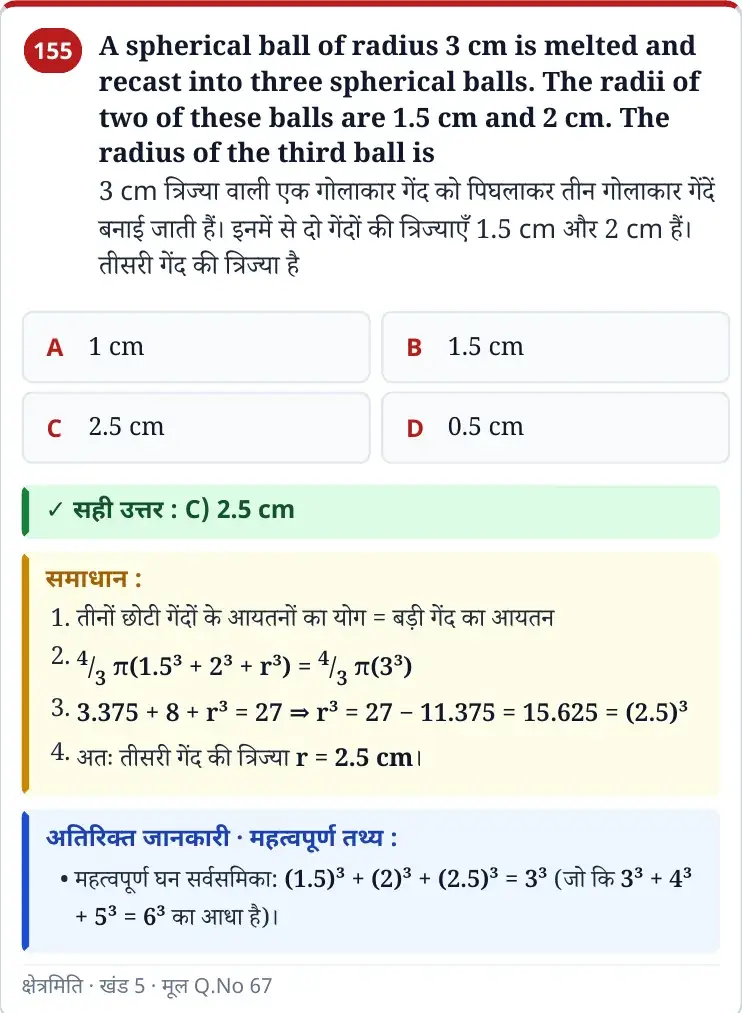 155
A spherical ball of radius 3 cm is melted and
recast into three spherical balls. The radii of
two of these balls are 1.5 cm and 2 cm. The
radius of the third ball is
3 cm त्रिज्या वाली एक गोलाकार गेंद को पिघलाकर तीन गोलाकार गेंदें
बनाई जाती हैं। इनमें से दो गेंदों की त्रिज्याएँ 1.5 cm और 2 cm हैं।
तीसरी गेंद की त्रिज्या है
A 1 cm
B 1.5 cm
C 2.5 cm
D 0.5 cm
✓ सही उत्तर : C) 2.5 cm
समाधान :
1. तीनों छोटी गेंदों के आयतनों का योग = बड़ी गेंद का आयतन
2. ⁴/₃ π(1.5³ + 2³ + r³) = ⁴/₃ π(3³)
3. 3.375 + 8 + r³ = 27 ⇒ r³ = 27 − 11.375 = 15.625 = (2.5)³
4. अतः तीसरी गेंद की त्रिज्या r = 2.5 cm।
अतिरिक्त जानकारी · महत्वपूर्ण तथ्य :
• महत्वपूर्ण घन सर्वसमिका: (1.5)³ + (2)³ + (2.5)³ = 3³ (जो कि 3³ + 4³
+ 5³ = 6³ का आधा है)।
क्षेत्रमिति · खंड 5 · मूल Q.No 67